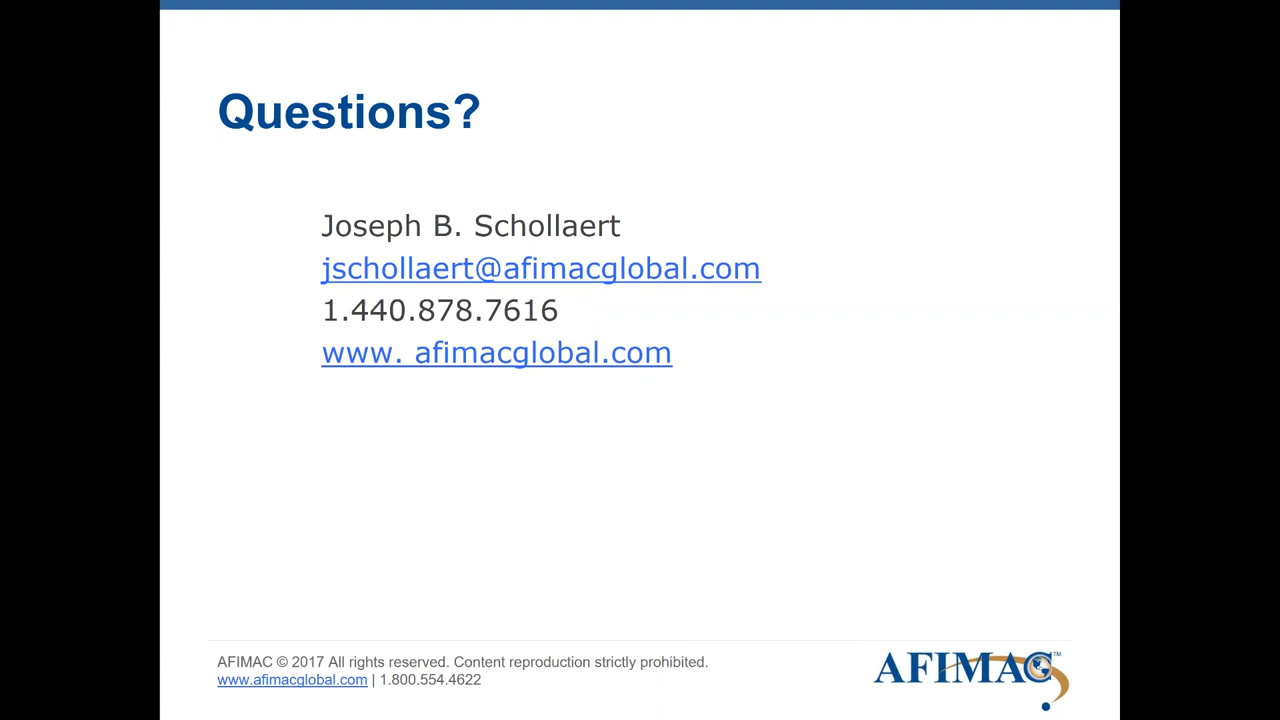 Questions?
Joseph B. Schollaert
jschollaert@afimacglobal.com
1.440.878.7616
www. afimacglobal.com
AFIMAC © 2017 All rights reserved. Content reproduction strictly prohibited.
www.afimacglobal.com | 1.800.554.4622
AFIMAC™